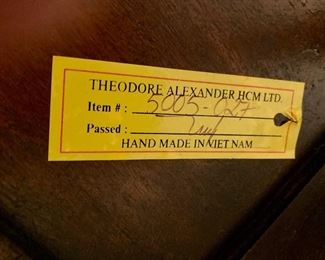 THEODORE ALEXANDER HCM LTD.
Item # : 5005-027
Passed :
HAND MADE IN VIET NAM